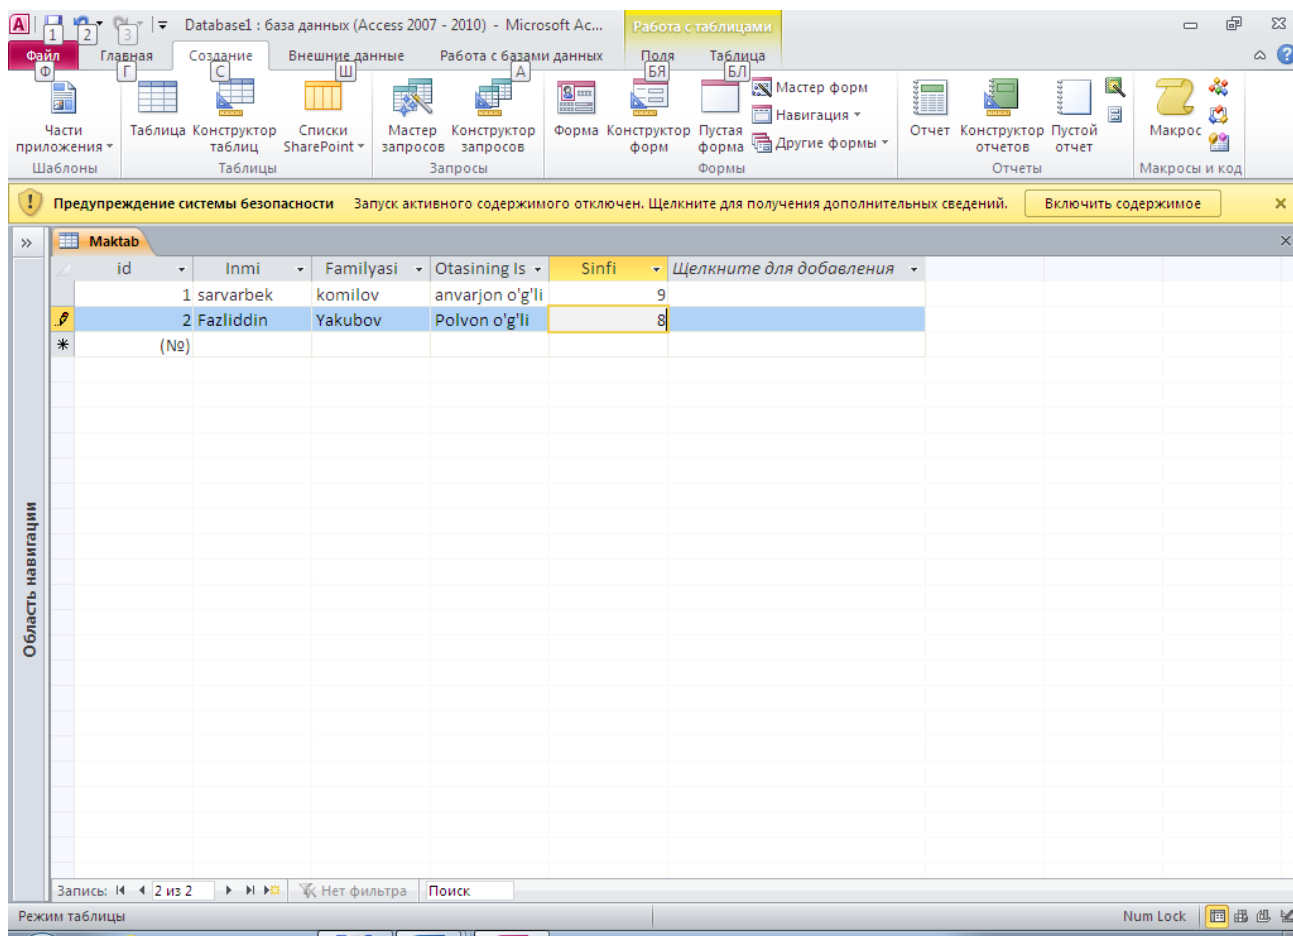 A Database1 : база данных (Access 2007 - 2010) - Microsoft Ac... Работа с таблицами
1 2 3
Файл Главная Создание Внешние данные Работа с базами данных Поля Таблица
Ф Г С Ш А БЯ БЛ
Части приложения Таблица Конструктор таблиц Списки SharePoint Мастер запросов Конструктор запросов Форма Конструктор форм Пустая форма Мастер форм Навигация Другие формы Отчет Конструктор отчетов Пустой отчет Макрос
Шаблоны Таблицы Запросы Формы Отчеты Макросы и код
Предупреждение системы безопасности Запуск активного содержимого отключен. Щелкните для получения дополнительных сведений. Включить содержимое
Maktab
id Inmi Familyasi Otasining Is Sinfi Щелкните для добавления
1 sarvarbek komilov anvarjon o'g'li 9
2 Fazliddin Yakubov Polvon o'g'li 8
(№)
Область навигации
Запись: 2 из 2 Нет фильтра Поиск
Режим таблицы Num Lock